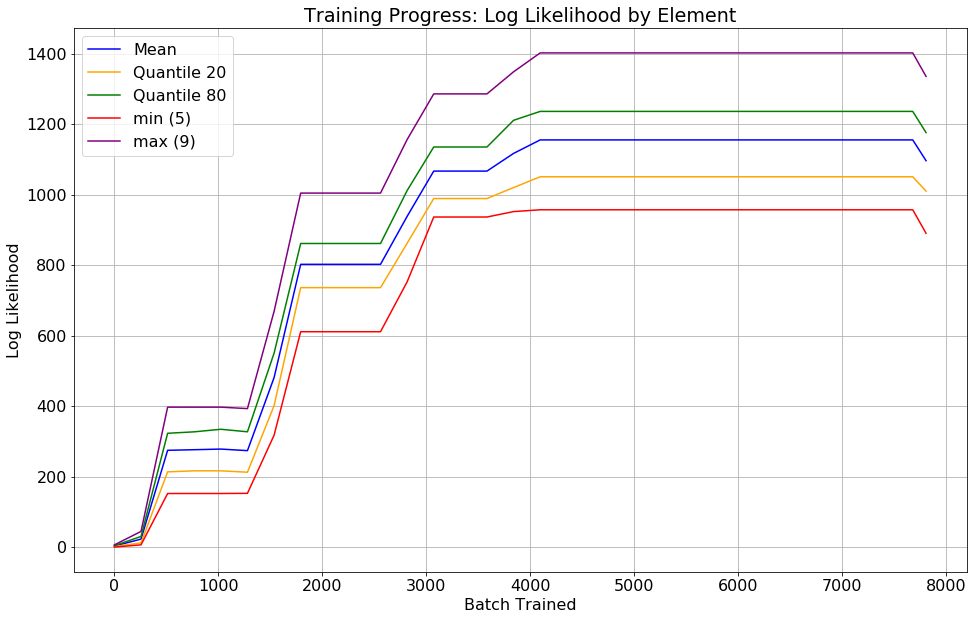 Training Progress: Log Likelihood by Element
Mean
Quantile 20
Quantile 80
min (5)
max (9)
Log Likelihood
1400
1200
1000
800
600
400
200
0
0 1000 2000 3000 4000 5000 6000 7000 8000
Batch Trained